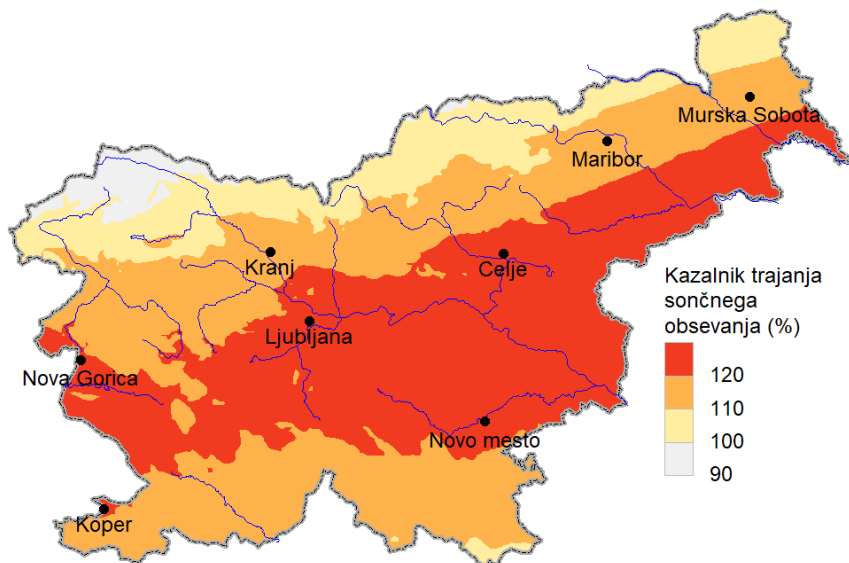 Murska Sobota
Maribor
Kranj
Celje
Ljubljana
Nova Gorica
Novo mesto
Koper
Kazalnik trajanja
sončnega
obsevanja (%)
120
110
100
90